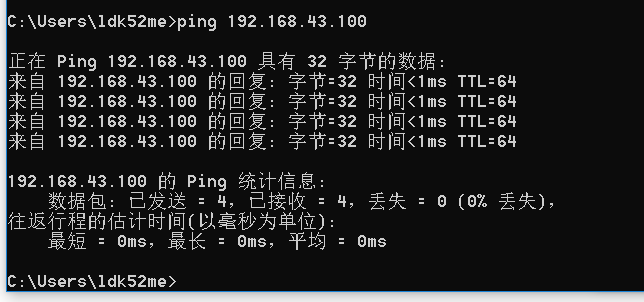 C:\Users\ldk52me>ping 192.168.43.100
正在 Ping 192.168.43.100 具有 32 字节的数据:
来自 192.168.43.100 的回复: 字节=32 时间<1ms TTL=64
来自 192.168.43.100 的回复: 字节=32 时间<1ms TTL=64
来自 192.168.43.100 的回复: 字节=32 时间<1ms TTL=64
来自 192.168.43.100 的回复: 字节=32 时间<1ms TTL=64
192.168.43.100 的 Ping 统计信息:
数据包: 已发送 = 4，已接收 = 4，丢失 = 0 (0% 丢失)，
往返行程的估计时间(以毫秒为单位):
最短 = 0ms，最长 = 0ms，平均 = 0ms
C:\Users\ldk52me>